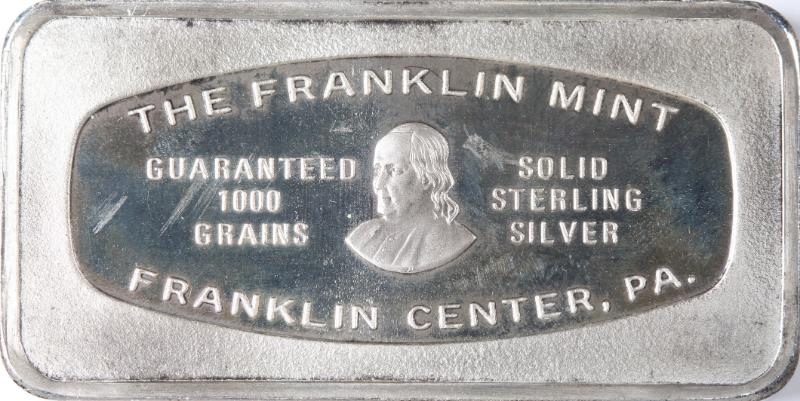 THE FRANKLIN MINT
GUARANTEED
1000
GRAINS
SOLID
STERLING
SILVER
FRANKLIN CENTER, PA.